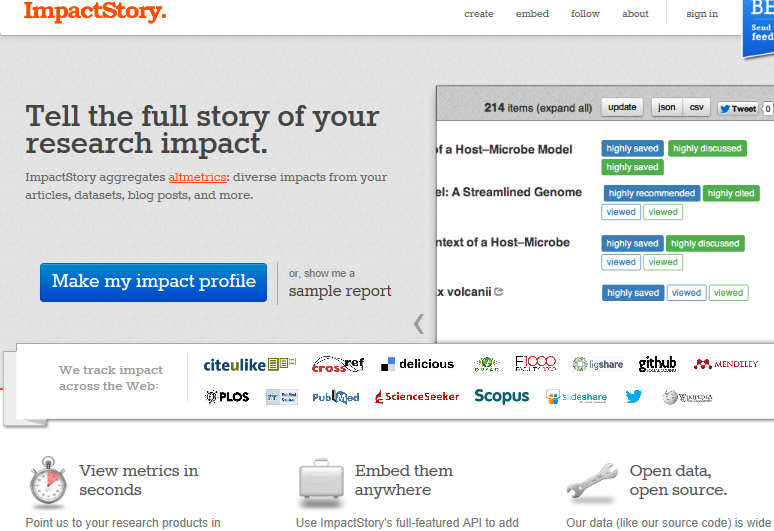 ImpactStory.
create embed follow about sign in
BE
Send
feed
Tell the full story of your
research impact.
ImpactStory aggregates altmetrics: diverse impacts from your
articles, datasets, blog posts, and more.
Make my impact profile
or, show me a
sample report
214 items (expand all) update json csv Tweet 0
of a Host–Microbe Model highly saved highly discussed
highly saved
el: A Streamlined Genome highly recommended highly cited
viewed viewed
ntext of a Host–Microbe highly saved highly discussed
viewed viewed
x volcanii highly saved viewed viewed
We track impact
across the Web:
citeulike crossref delicious DRYAD F1000 FACULTY 1000 figshare github SOCIAL CODING MENDELEY
PLOS PubMed Central PubMed ScienceSeeker Scopus slideshare WIKIPEDIA
View metrics in
seconds
Embed them
anywhere
Open data,
open source.
Point us to your research products in
Use ImpactStory's full-featured API to add
Our data (like our source code) is wide